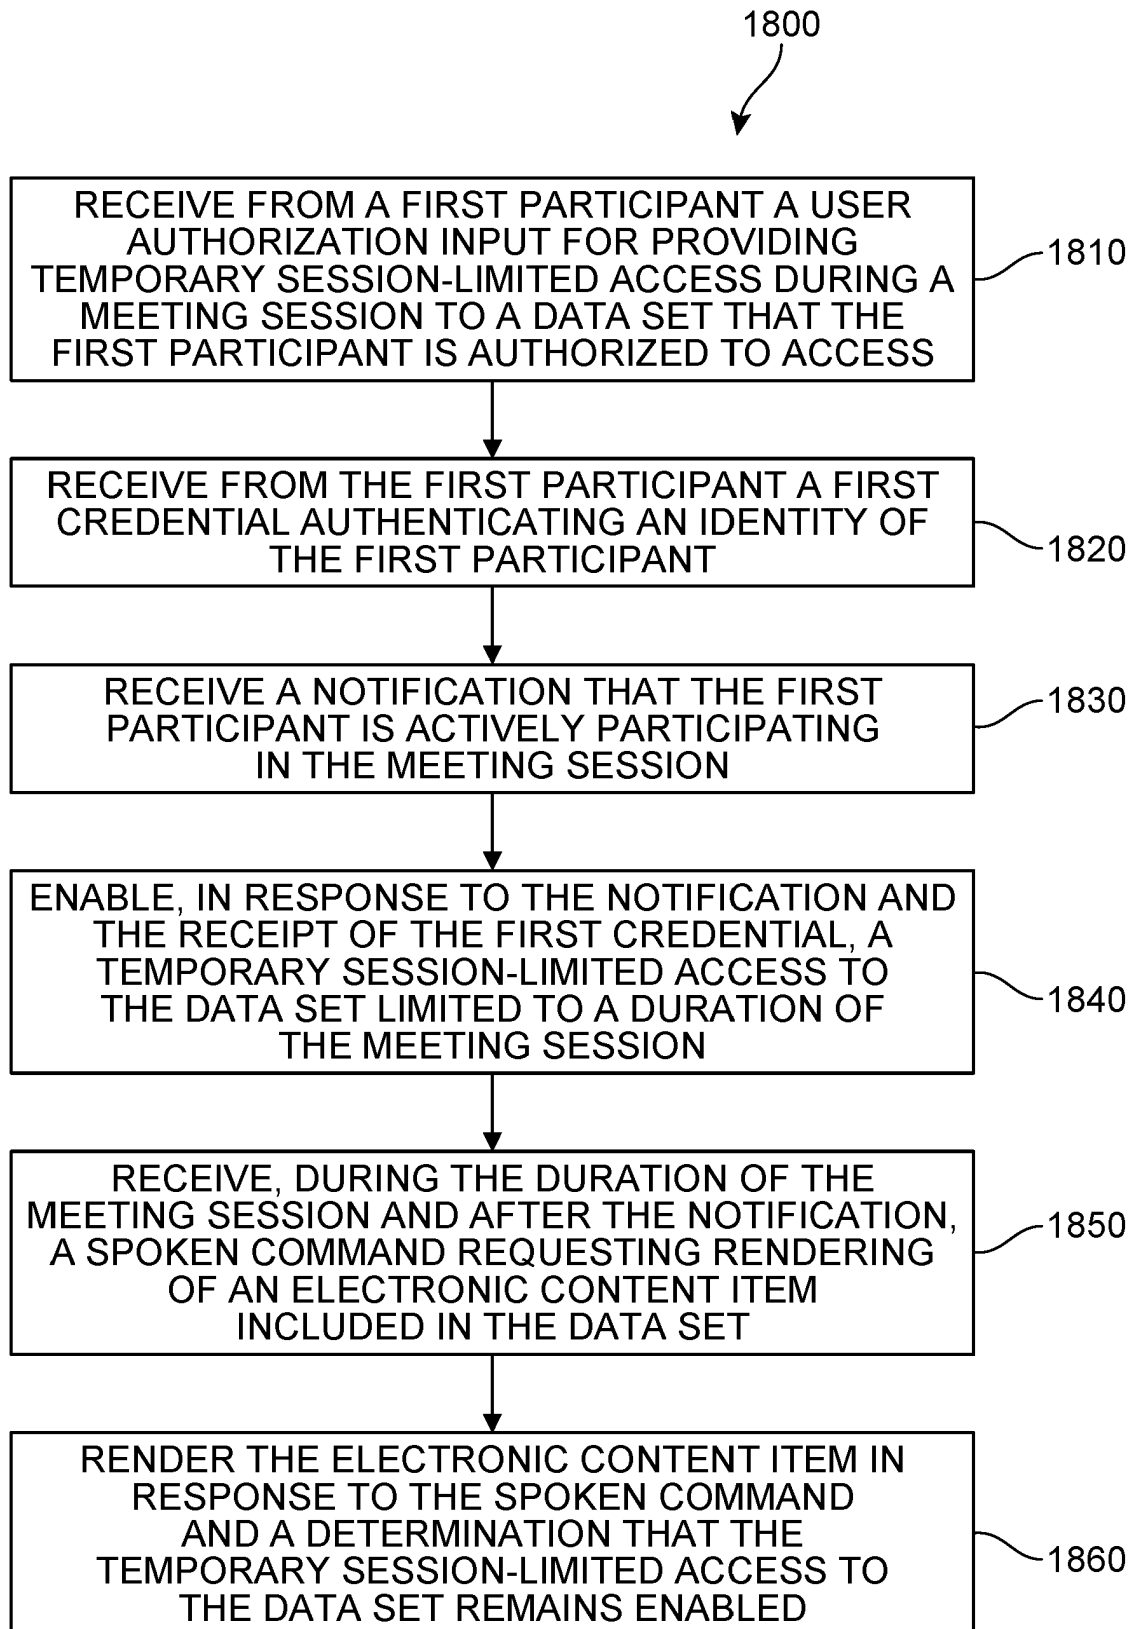 1800
RECEIVE FROM A FIRST PARTICIPANT A USER
AUTHORIZATION INPUT FOR PROVIDING
TEMPORARY SESSION-LIMITED ACCESS DURING A
MEETING SESSION TO A DATA SET THAT THE
FIRST PARTICIPANT IS AUTHORIZED TO ACCESS
1810
RECEIVE FROM THE FIRST PARTICIPANT A FIRST
CREDENTIAL AUTHENTICATING AN IDENTITY OF
THE FIRST PARTICIPANT
1820
RECEIVE A NOTIFICATION THAT THE FIRST
PARTICIPANT IS ACTIVELY PARTICIPATING
IN THE MEETING SESSION
1830
ENABLE, IN RESPONSE TO THE NOTIFICATION AND
THE RECEIPT OF THE FIRST CREDENTIAL, A
TEMPORARY SESSION-LIMITED ACCESS TO
THE DATA SET LIMITED TO A DURATION OF
THE MEETING SESSION
1840
RECEIVE, DURING THE DURATION OF THE
MEETING SESSION AND AFTER THE NOTIFICATION,
A SPOKEN COMMAND REQUESTING RENDERING
OF AN ELECTRONIC CONTENT ITEM
INCLUDED IN THE DATA SET
1850
RENDER THE ELECTRONIC CONTENT ITEM IN
RESPONSE TO THE SPOKEN COMMAND
AND A DETERMINATION THAT THE
TEMPORARY SESSION-LIMITED ACCESS TO
THE DATA SET REMAINS ENABLED
1860